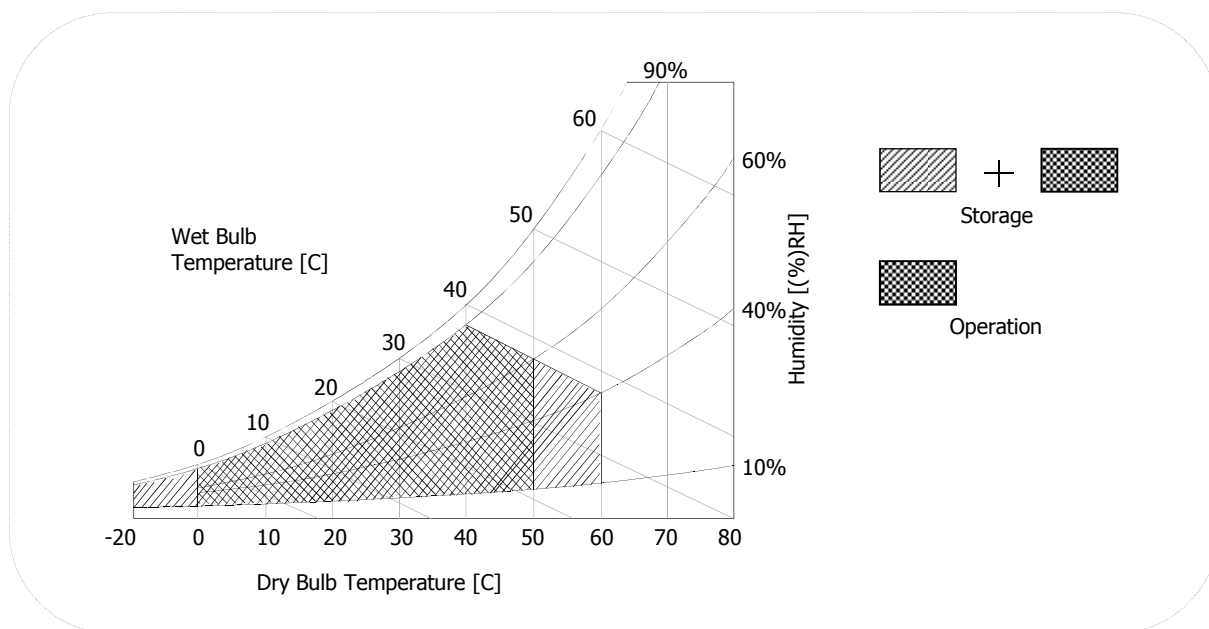 90%
60
60%
50
Wet Bulb
Temperature [C]
Storage
40
40%
Humidity [(%)RH]
Operation
30
20
10
0
10%
-20 0 10 20 30 40 50 60 70 80
Dry Bulb Temperature [C]